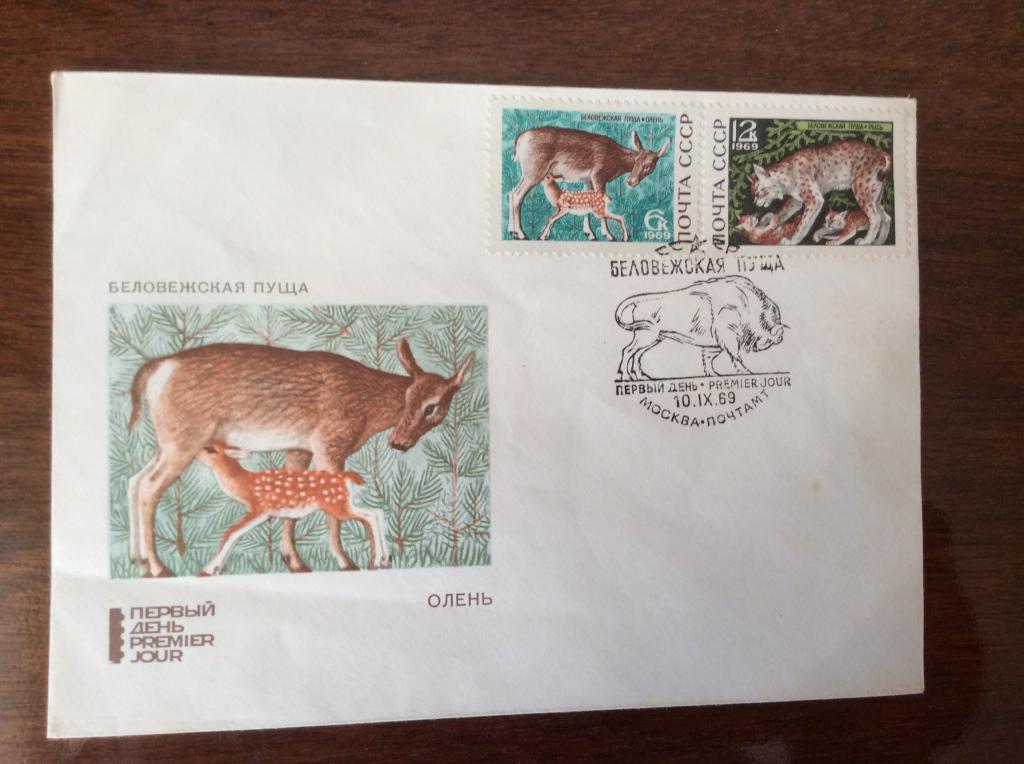 БЕЛОВЕЖСКАЯ ПУЩА • ОЛЕНЬ
6к
1969
ПОЧТА СССР
12к
1969
БЕЛОВЕЖСКАЯ ПУЩА • РЫСЬ
ПОЧТА СССР
СССР
БЕЛОВЕЖСКАЯ ПУЩА
ПЕРВЫЙ ДЕНЬ • PREMIER JOUR
10.IX.69
МОСКВА • ПОЧТАМТ
БЕЛОВЕЖСКАЯ ПУЩА
ОЛЕНЬ
ПЕРВЫЙ
ДЕНЬ
PREMIER
JOUR